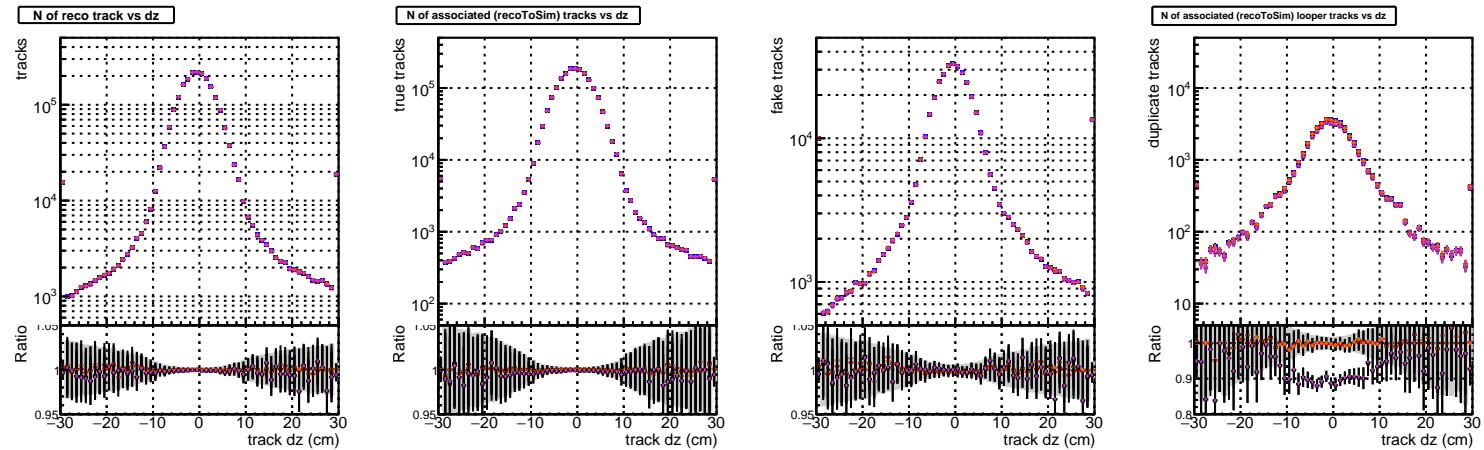 N of reco track vs dz
tracks
10^5
10^4
10^3
1.05
Ratio
1
0.95
−30 −20 −10 0 10 20 30
track dz (cm)
N of associated (recoToSim) tracks vs dz
true tracks
10^5
10^4
10^3
10^2
1.05
Ratio
1
0.95
−30 −20 −10 0 10 20 30
track dz (cm)
fake tracks
10^4
10^3
1.05
Ratio
1
0.95
−30 −20 −10 0 10 20 30
track dz (cm)
N of associated (recoToSim) looper tracks vs dz
duplicate tracks
10^4
10^3
10^2
10
Ratio
1
0.9
0.8
−30 −20 −10 0 10 20 30
track dz (cm)